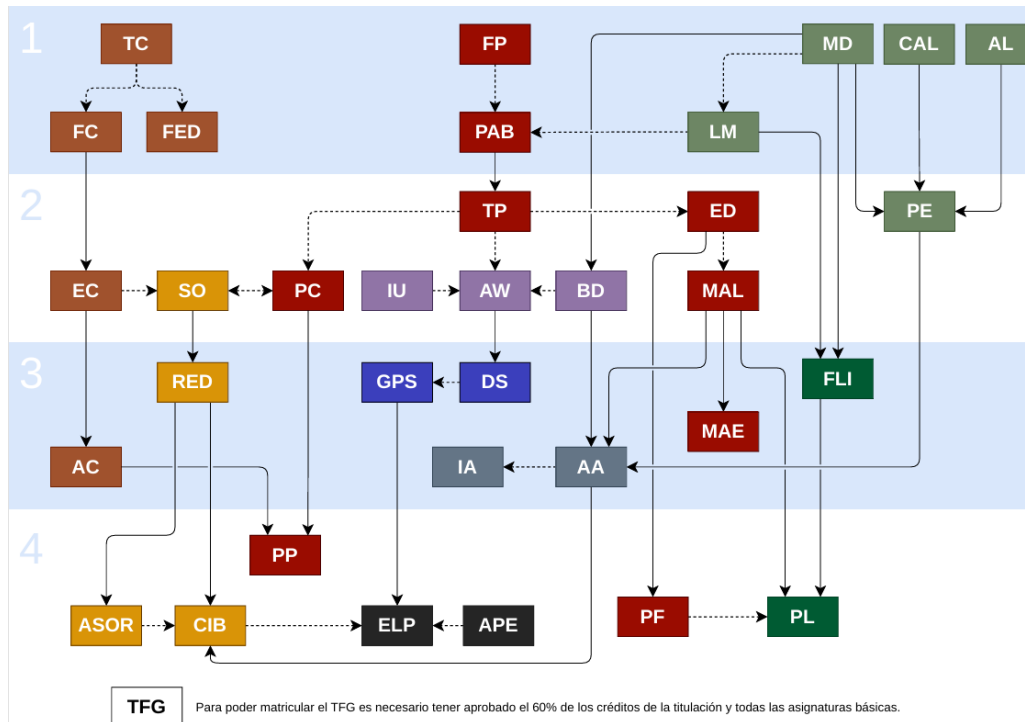 1
TC
FP
MD
CAL
AL
FC
FED
PAB
LM
2
TP
ED
PE
EC
SO
PC
IU
AW
BD
MAL
3
RED
GPS
DS
FLI
MAE
AC
IA
AA
4
PP
ASOR
CIB
ELP
APE
PF
PL
TFG
Para poder matricular el TFG es necesario tener aprobado el 60% de los créditos de la titulación y todas las asignaturas básicas.